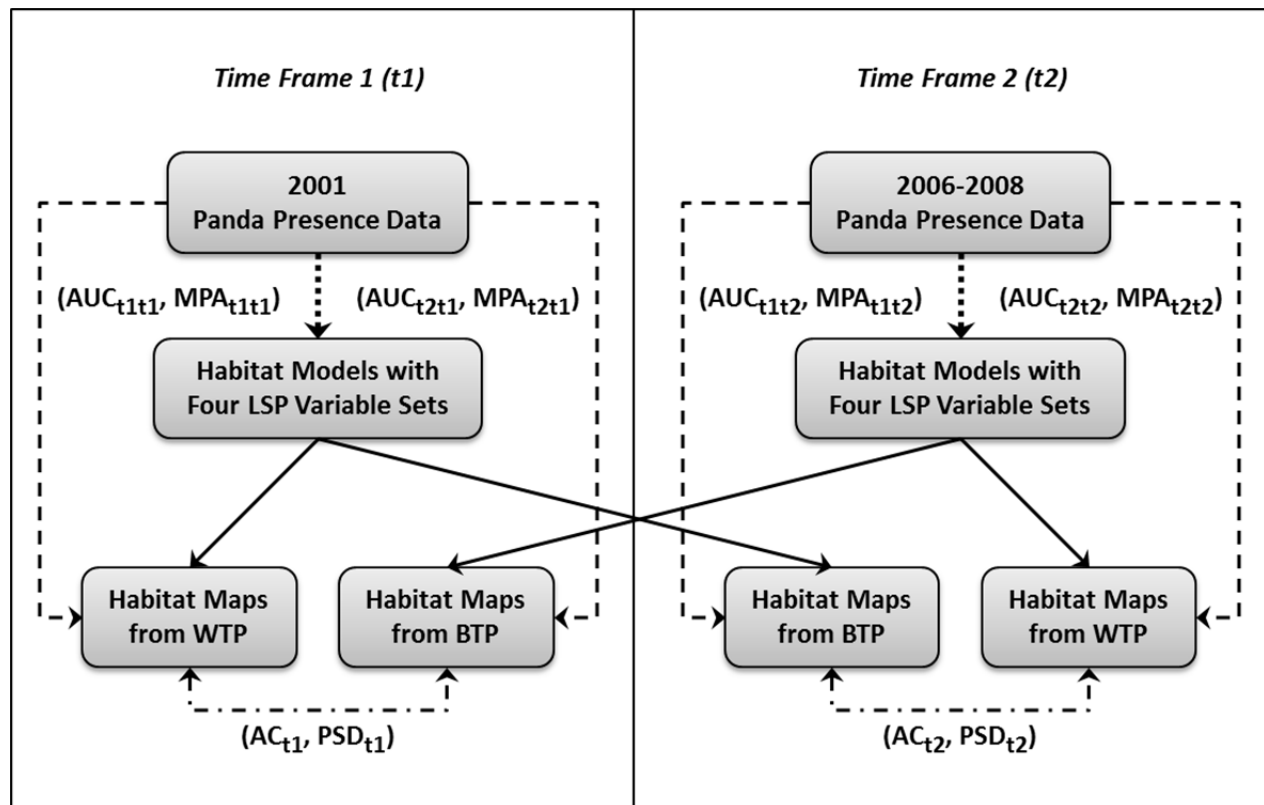 Time Frame 1 (t1)
2001
Panda Presence Data
(AUCt1t1, MPAt1t1)
(AUCt2t1, MPAt2t1)
Habitat Models with
Four LSP Variable Sets
Habitat Maps
from WTP
Habitat Maps
from BTP
(ACt1, PSDt1)
Time Frame 2 (t2)
2006-2008
Panda Presence Data
(AUCt1t2, MPAt1t2)
(AUCt2t2, MPAt2t2)
Habitat Models with
Four LSP Variable Sets
Habitat Maps
from BTP
Habitat Maps
from WTP
(ACt2, PSDt2)